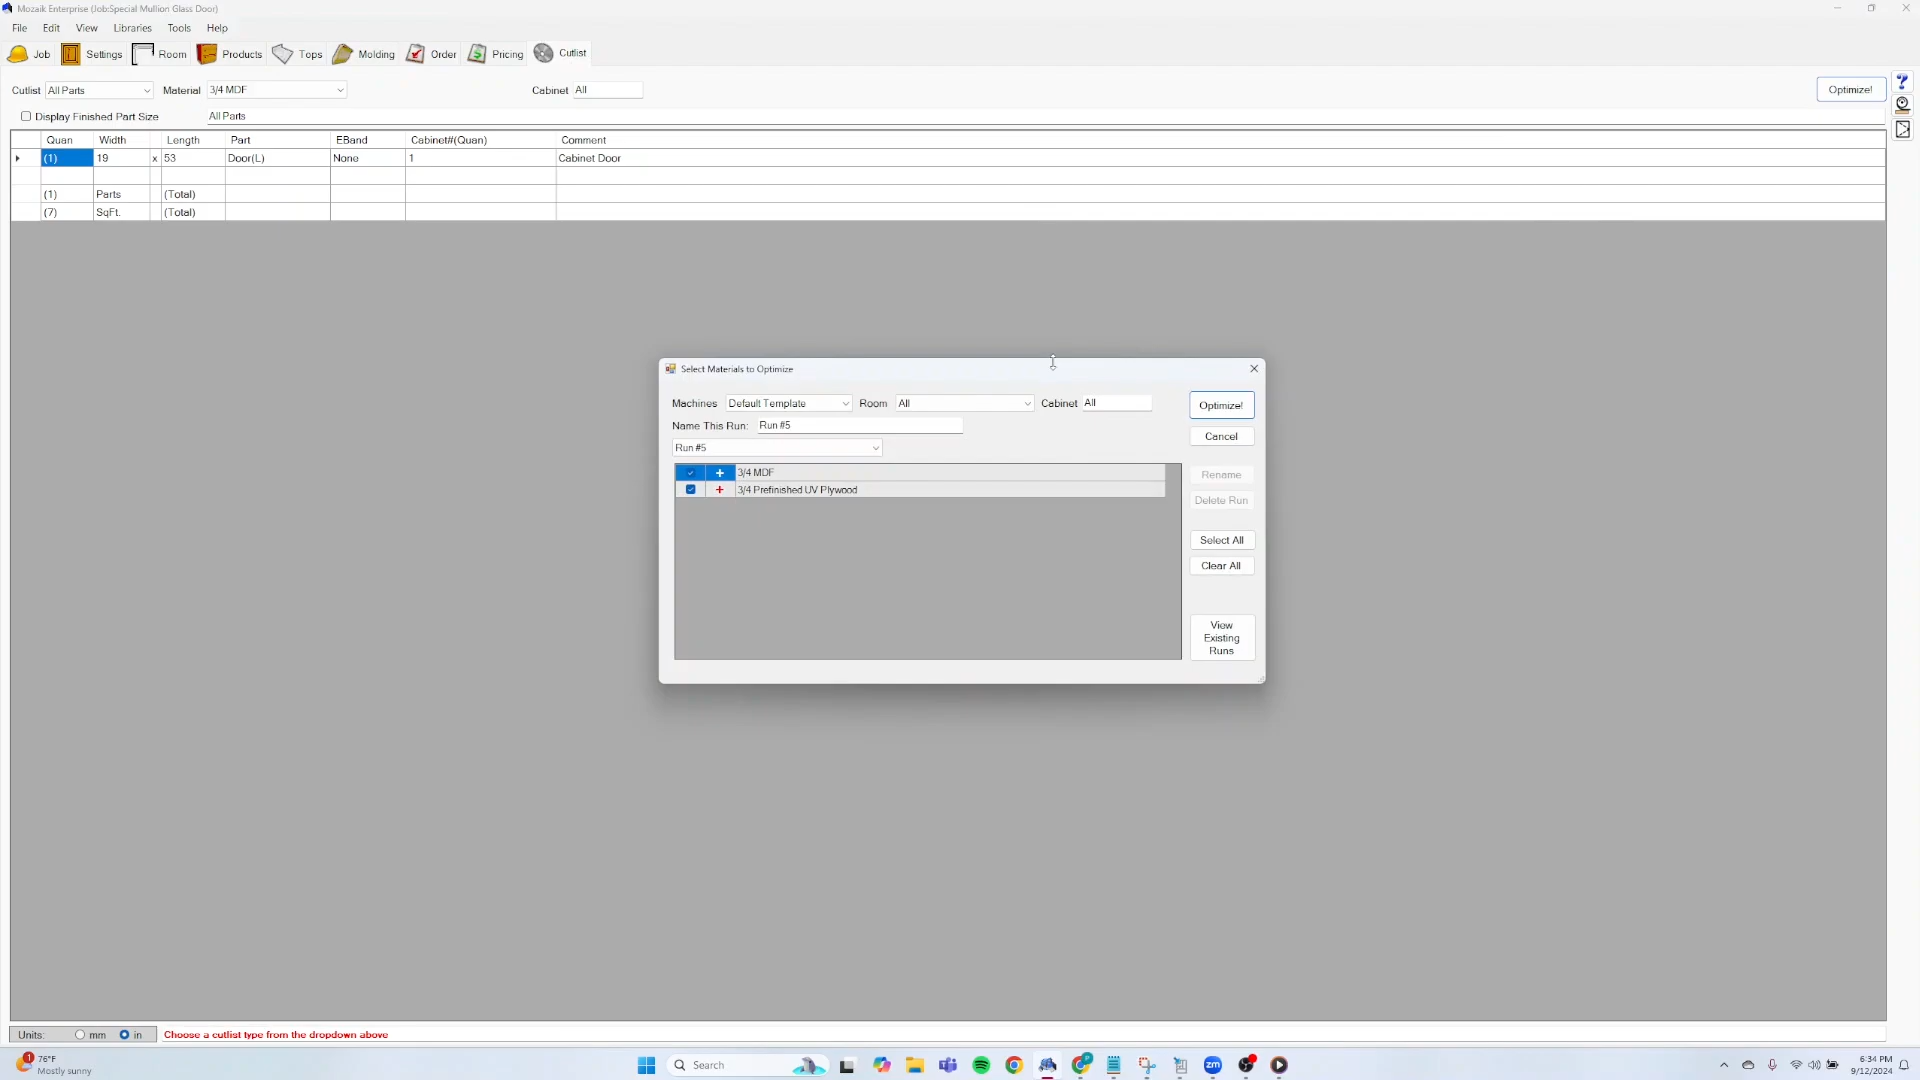 Mozaik Enterprise (Job:Special Mullion Glass Door)
File Edit View Libraries Tools Help
Job Settings Room Products Tops Molding Order Pricing Cutlist
Cutlist All Parts Material 3/4 MDF Cabinet All Optimize!
Display Finished Part Size All Parts
Quan Width Length Part EBand Cabinet#(Quan) Comment
(1) 19 x 53 Door(L) None 1 Cabinet Door
(1) Parts (Total)
(7) SqFt. (Total)
Select Materials to Optimize
Machines Default Template Room All Cabinet All Optimize!
Name This Run: Run #5
Cancel
Run #5
3/4 MDF
Rename
3/4 Prefinished UV Plywood
Delete Run
Select All
Clear All
View
Existing
Runs
Units: mm in Choose a cutlist type from the dropdown above
1
76°F
Mostly sunny
Search
zm
6:34 PM
9/12/2024